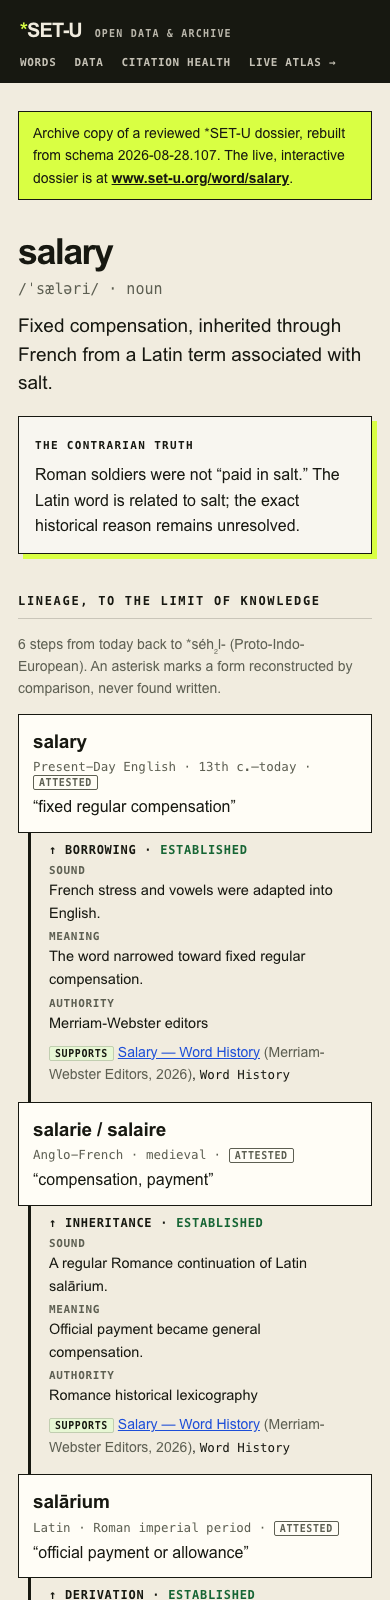 *SET-U OPEN DATA & ARCHIVE
WORDS DATA CITATION HEALTH LIVE ATLAS →
Archive copy of a reviewed *SET-U dossier, rebuilt
from schema 2026-08-28.107. The live, interactive
dossier is at www.set-u.org/word/salary.
salary
/ˈsæləri/ · noun
Fixed compensation, inherited through
French from a Latin term associated with
salt.
THE CONTRARIAN TRUTH
Roman soldiers were not “paid in salt.” The
Latin word is related to salt; the exact
historical reason remains unresolved.
LINEAGE, TO THE LIMIT OF KNOWLEDGE
6 steps from today back to *séh₂l- (Proto-Indo-
European). An asterisk marks a form reconstructed by
comparison, never found written.
salary
Present-Day English · 13th c.–today ·
ATTESTED
“fixed regular compensation”
↑ BORROWING · ESTABLISHED
SOUND
French stress and vowels were adapted into
English.
MEANING
The word narrowed toward fixed regular
compensation.
AUTHORITY
Merriam-Webster editors
SUPPORTS Salary — Word History (Merriam-
Webster Editors, 2026), Word History
salarie / salaire
Anglo-French · medieval · ATTESTED
“compensation, payment”
↑ INHERITANCE · ESTABLISHED
SOUND
A regular Romance continuation of Latin
salārium.
MEANING
Official payment became general
compensation.
AUTHORITY
Romance historical lexicography
SUPPORTS Salary — Word History (Merriam-
Webster Editors, 2026), Word History
salārium
Latin · Roman imperial period · ATTESTED
“official payment or allowance”
↑ DERIVATION · ESTABLISHED